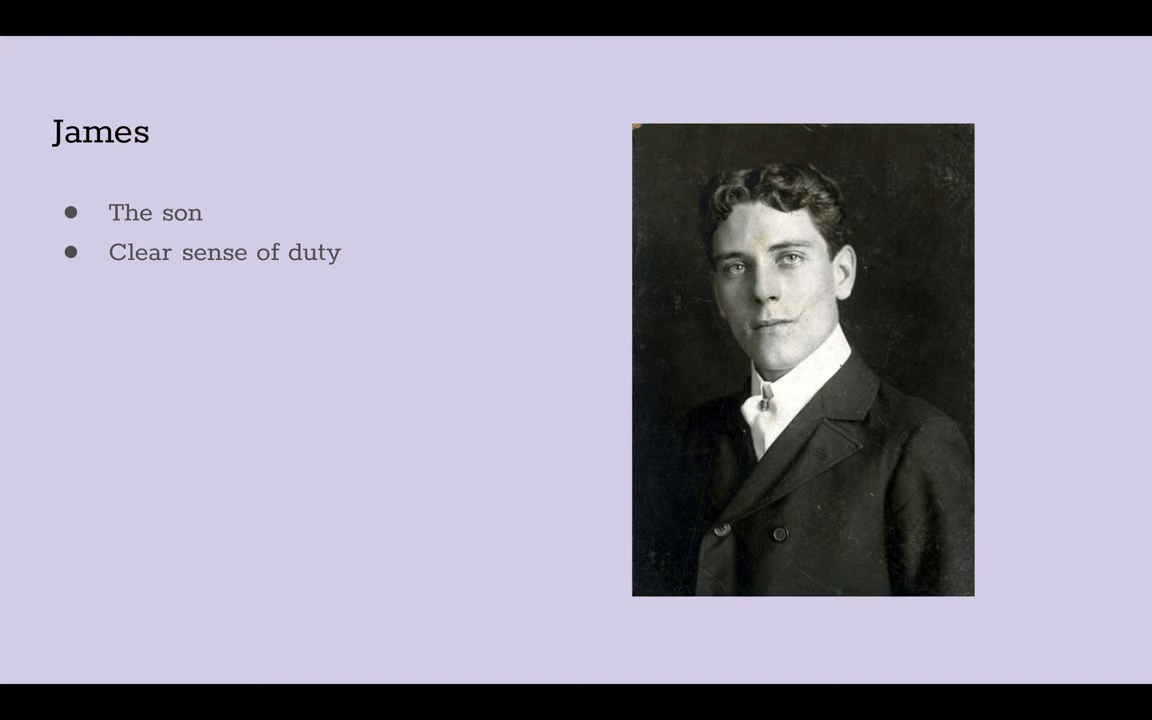 James
● The son
● Clear sense of duty